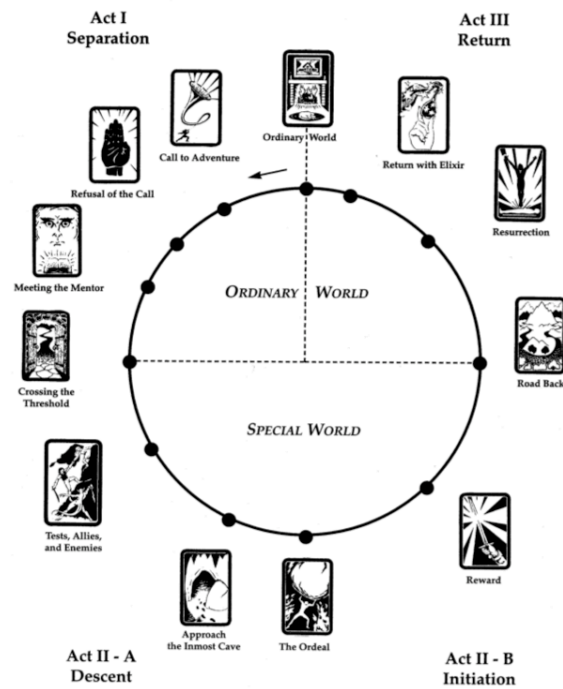 Act I
Separation
Act III
Return
Ordinary World
Call to Adventure
Return with Elixir
Refusal of the Call
Resurrection
Meeting the Mentor
ORDINARY WORLD
Crossing the
Threshold
Road Back
SPECIAL WORLD
Tests, Allies,
and Enemies
Reward
Approach
the Inmost Cave
The Ordeal
Act II - A
Descent
Act II - B
Initiation